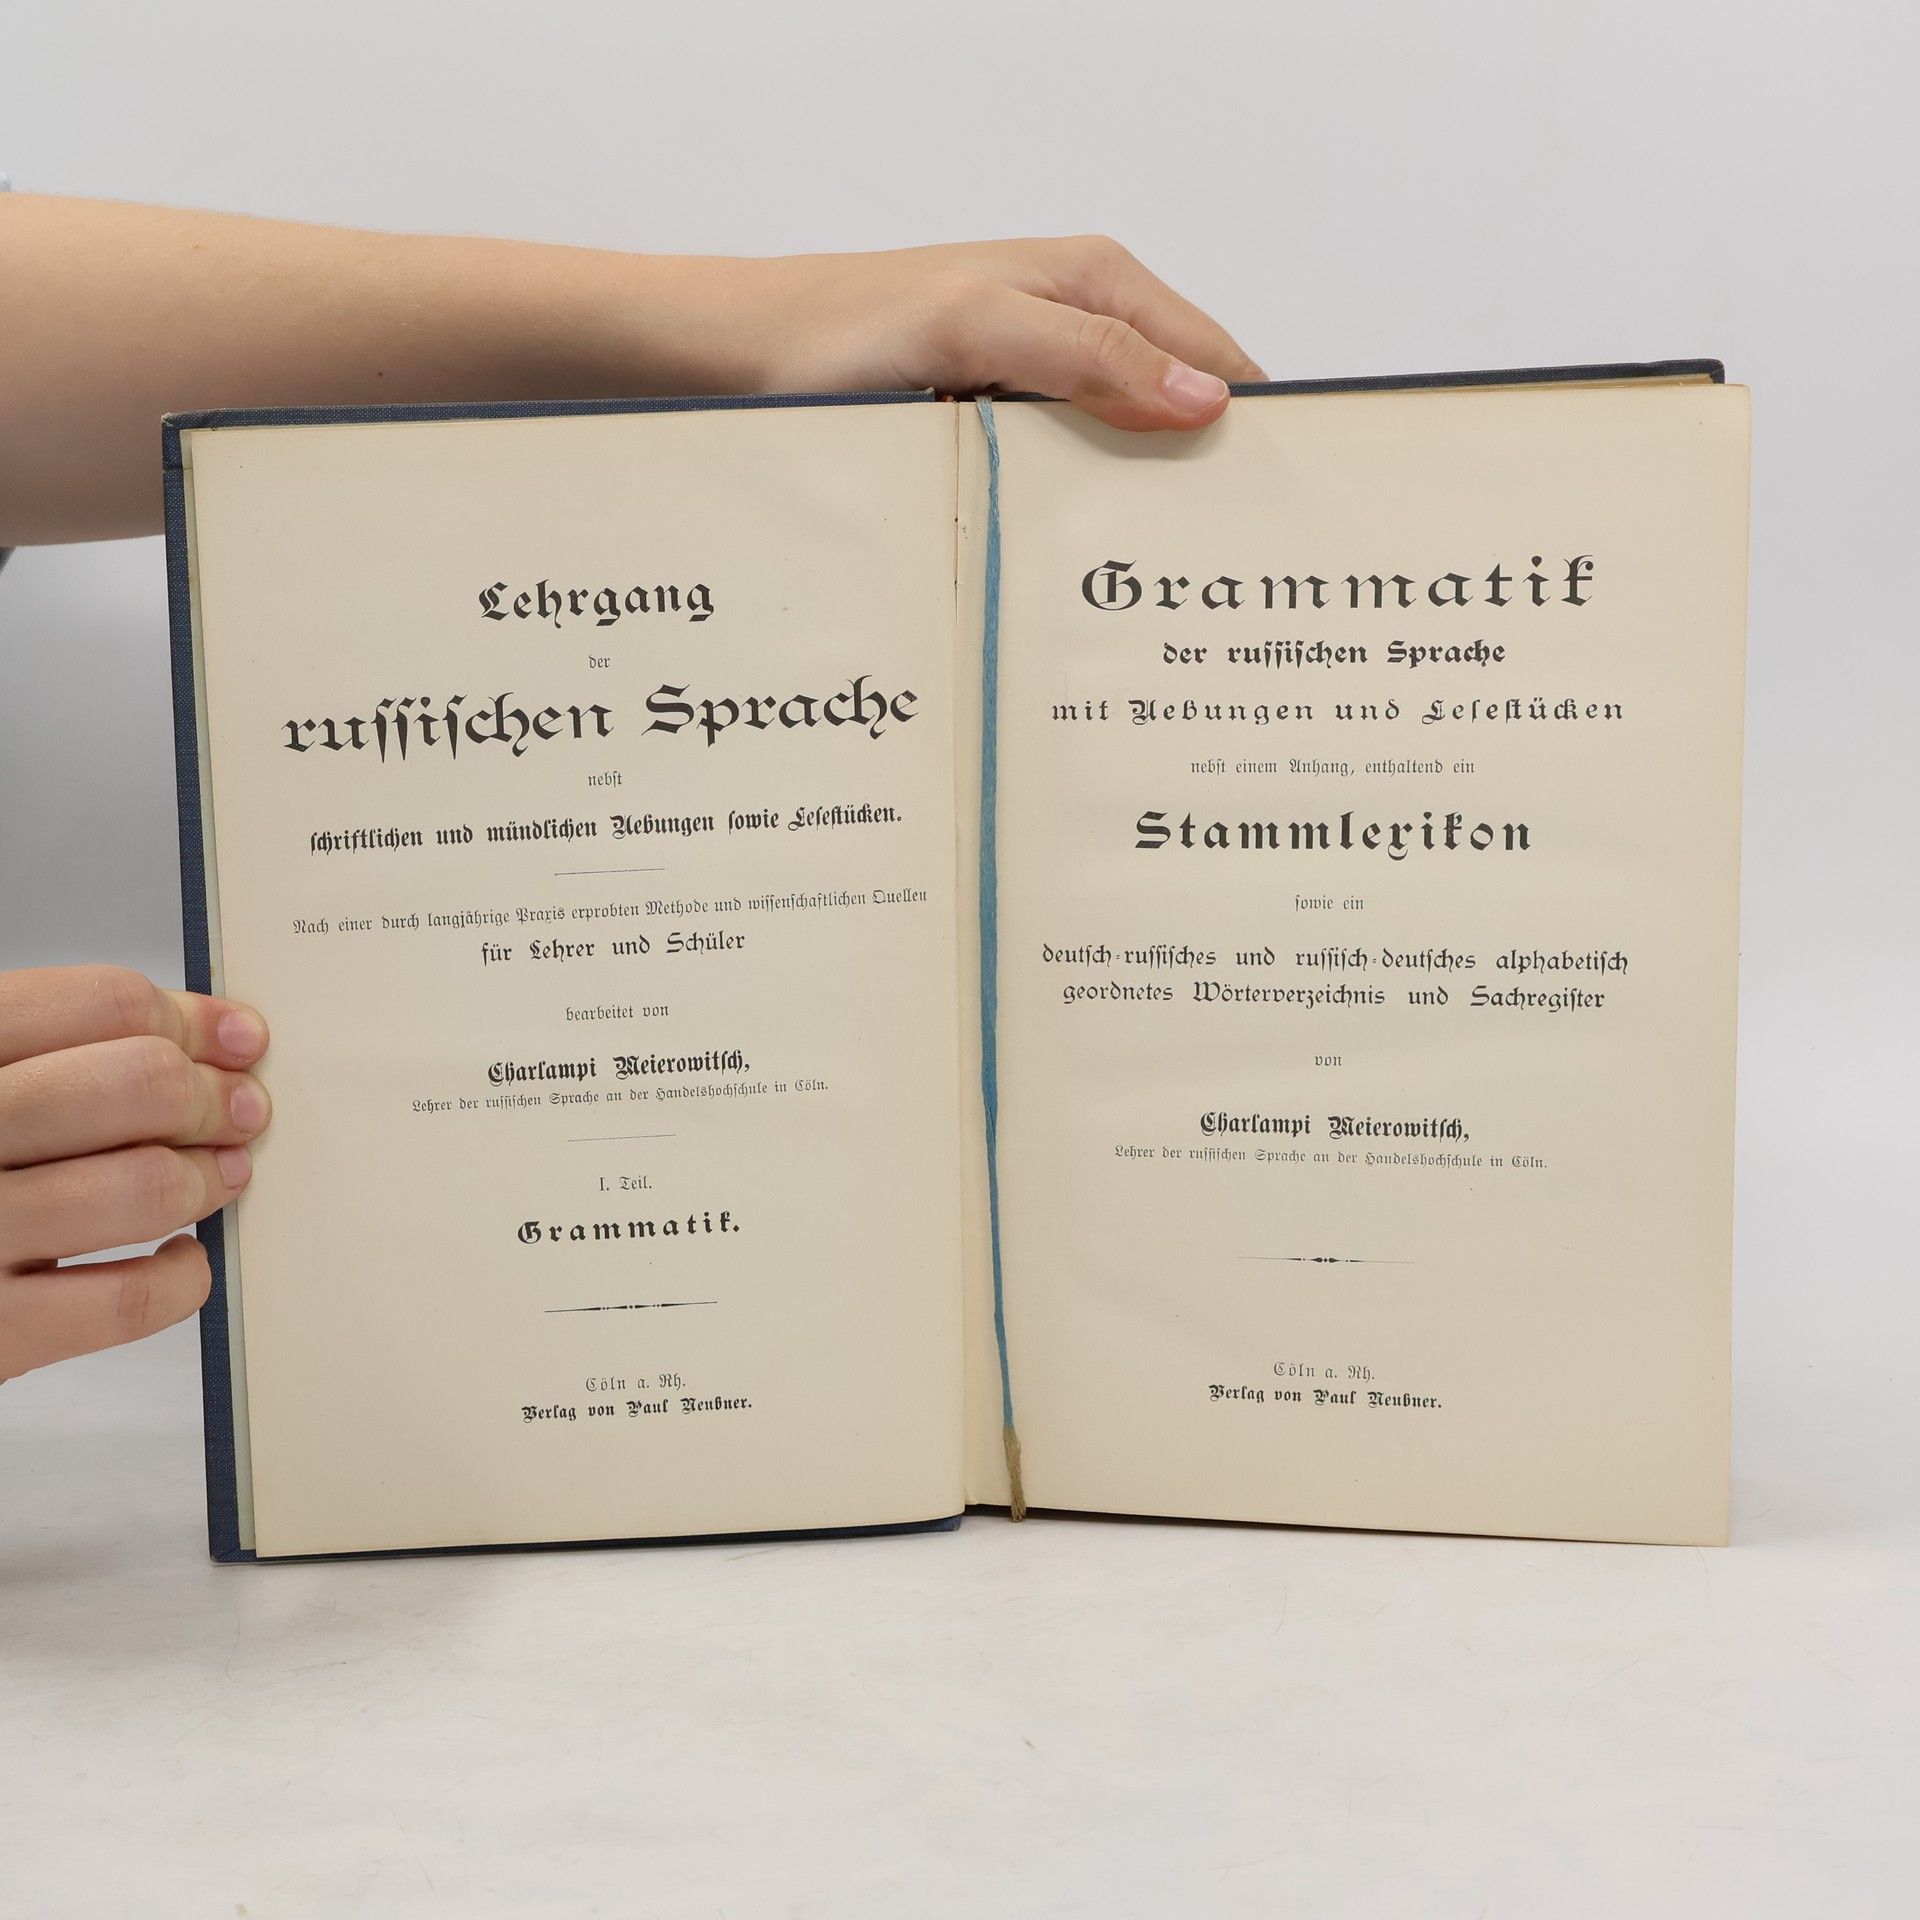 Lehrgang
der
russischen Sprache
nebst
schriftlichen und mündlichen Uebungen sowie Lesestücken.
Nach einer durch langjährige Praxis erprobten Methode und wissenschaftlichen Quellen
für Lehrer und Schüler
bearbeitet von
Charlampi Meierowitsch,
Lehrer der russischen Sprache an der Handelshochschule in Cöln.
I. Teil.
Grammatik.
Cöln a. Rh.
Verlag von Paul Neubner.
Grammatik
der russischen Sprache
mit Uebungen und Lesestücken
nebst einem Anhang, enthaltend ein
Stammlexikon
sowie ein
deutsch-russisches und russisch-deutsches alphabetisch
geordnetes Wörterverzeichnis und Sachregister
von
Charlampi Meierowitsch,
Lehrer der russischen Sprache an der Handelshochschule in Cöln.
Cöln a. Rh.
Verlag von Paul Neubner.